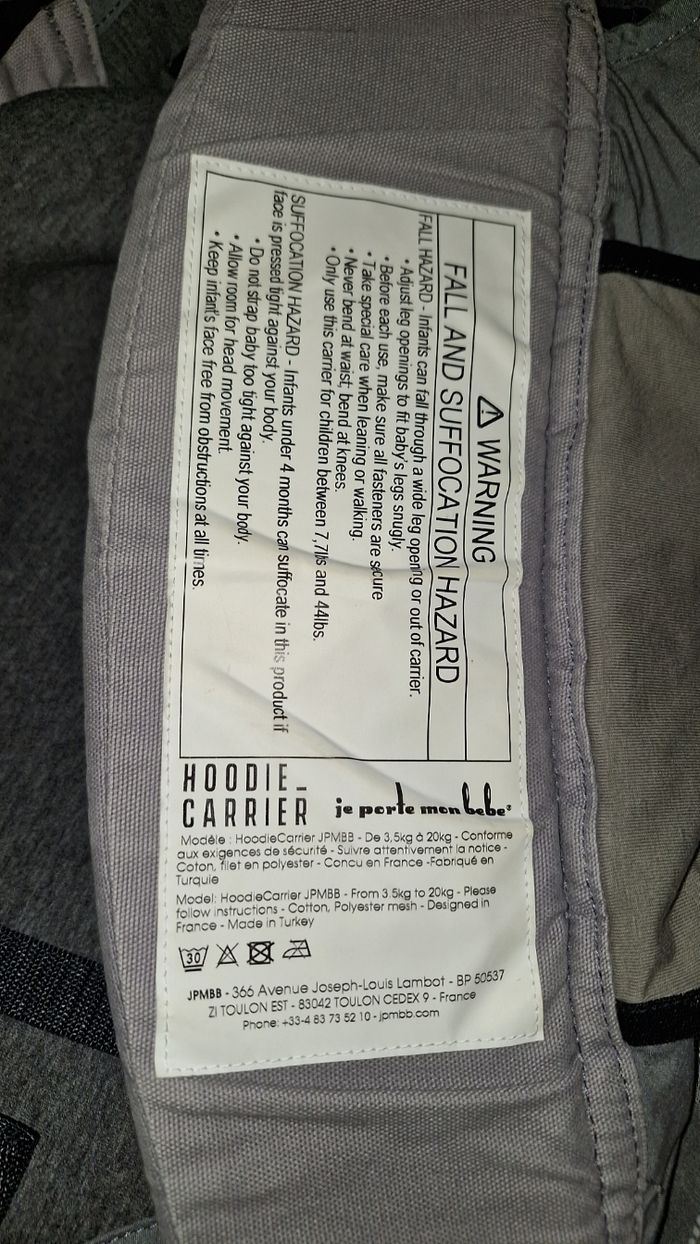 ⚠ WARNING
FALL AND SUFFOCATION HAZARD
FALL HAZARD - Infants can fall through a wide leg opening or out of carrier.
• Adjust leg openings to fit baby's legs snugly.
• Before each use, make sure all fasteners are secure
• Take special care when leaning or walking.
• Never bend at waist; bend at knees.
• Only use this carrier for children between 7,7lbs and 44lbs.
SUFFOCATION HAZARD - Infants under 4 months can suffocate in this product if
face is pressed tight against your body.
• Do not strap baby too tight against your body.
• Allow room for head movement.
• Keep infant's face free from obstructions at all times.
HOODIE_
CARRIER
je porte mon bebe®
Modèle : HoodieCarrier JPMBB - De 3,5kg à 20kg - Conforme
aux exigences de sécurité - Suivre attentivement la notice -
Coton, filet en polyester - Concu en France -Fabriqué en
Turquie
Model: HoodieCarrier JPMBB - From 3.5kg to 20kg - Please
follow instructions - Cotton, Polyester mesh - Designed in
France - Made in Turkey
30
JPMBB - 366 Avenue Joseph-Louis Lambot - BP 50537
ZI TOULON EST - 83042 TOULON CEDEX 9 - France
Phone: +33-4 83 73 52 10 - jpmbb.com